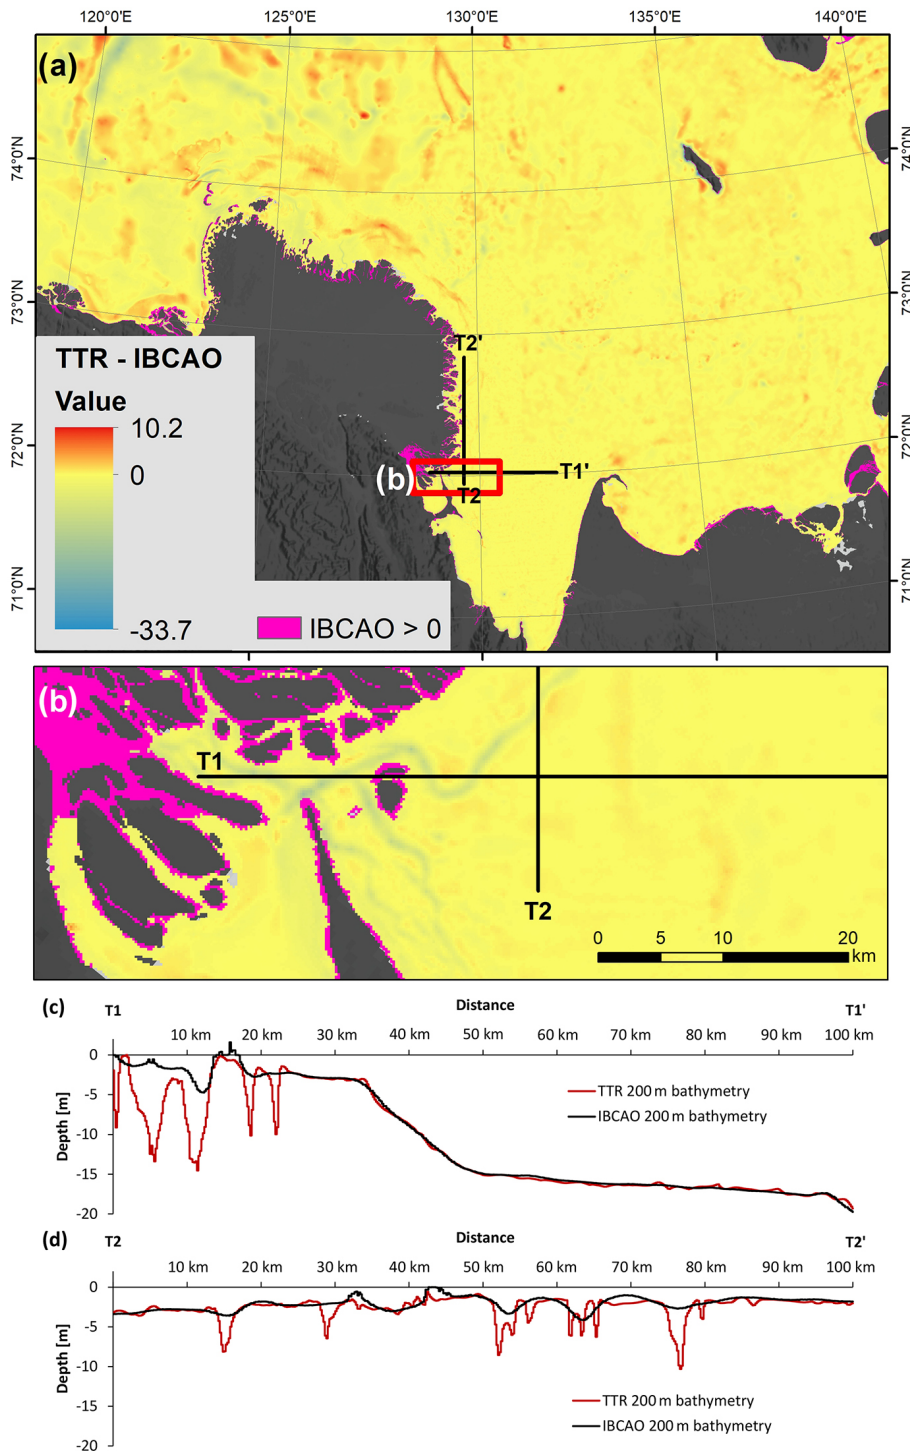 120°0'E 125°0'E 130°0'E 135°0'E 140°0'E
(a)
74°0'N 74°0'N
73°0'N 73°0'N
72°0'N 72°0'N
71°0'N 71°0'N
T2'
(b) T1'
T2
TTR - IBCAO
Value
10.2
0
-33.7
IBCAO > 0
(b)
T1
T2
0 5 10 20
km
(c) T1 Distance T1'
10 km 20 km 30 km 40 km 50 km 60 km 70 km 80 km 90 km 100 km
0
-5
-10
-15
-20
Depth [m]
TTR 200 m bathymetry
IBCAO 200 m bathymetry
(d) T2 Distance T2'
10 km 20 km 30 km 40 km 50 km 60 km 70 km 80 km 90 km 100 km
0
-5
-10
-15
-20
Depth [m]
TTR 200 m bathymetry
IBCAO 200 m bathymetry